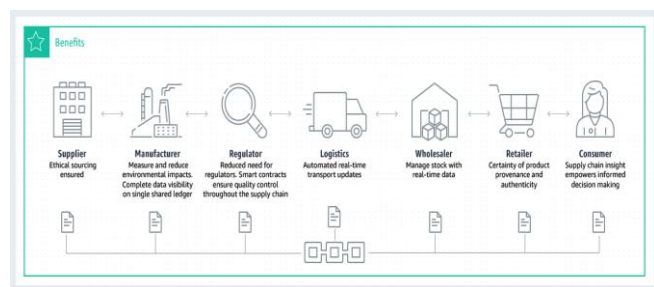 Benefits
Supplier
Ethical sourcing
ensured
Manufacturer
Measure and reduce
environmental impacts.
Complete data visibility
on single shared ledger
Regulator
Reduced need for
regulators. Smart contracts
ensure quality control
throughout the supply chain
Logistics
Automated real-time
transport updates
Wholesaler
Manage stock with
real-time data
Retailer
Certainty of product
provenance and
authenticity
Consumer
Supply chain insight
empowers informed
decision making